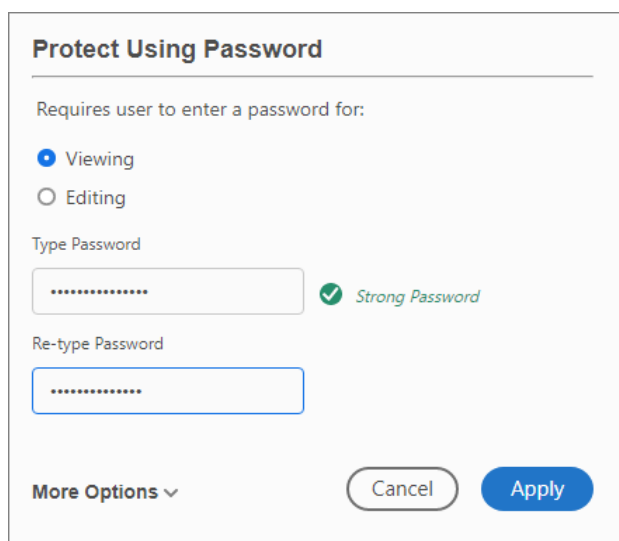 Protect Using Password
Requires user to enter a password for:
Viewing
Editing
Type Password
••••••••••••••• Strong Password
Re-type Password
••••••••••••••
More Options Cancel Apply